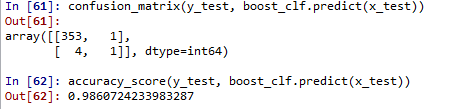 In [61]: confusion_matrix(y_test, boost_clf.predict(x_test))
Out[61]:
array([[353,   1],
       [  4,   1]], dtype=int64)
In [62]: accuracy_score(y_test, boost_clf.predict(x_test))
Out[62]: 0.9860724233983287